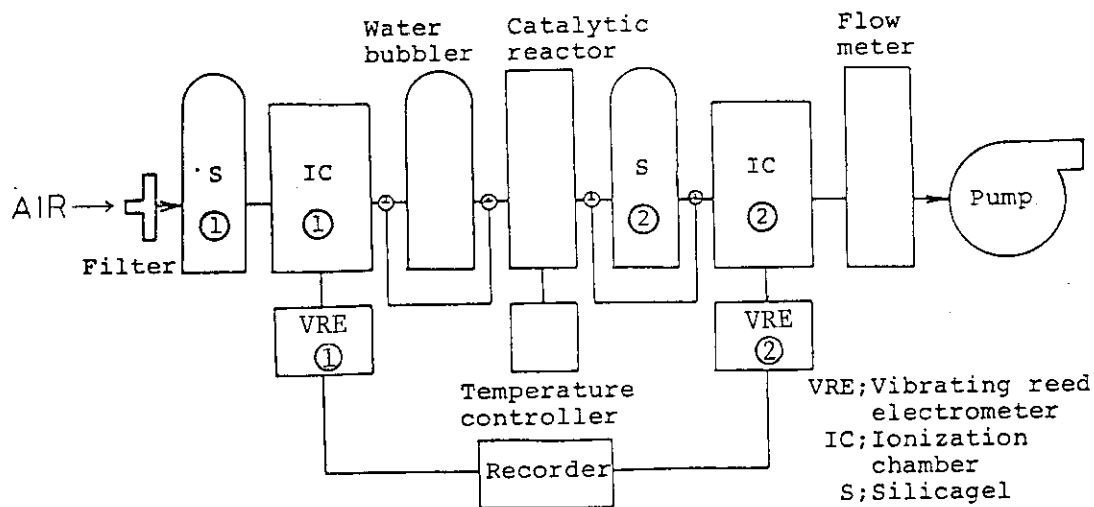 Water
bubbler
Catalytic
reactor
Flow
meter
S
①
IC
①
S
②
IC
②
AIR
Filter
Pump
VRE
①
VRE
②
Temperature
controller
Recorder
VRE;Vibrating reed
electrometer
IC;Ionization
chamber
S;Silicagel